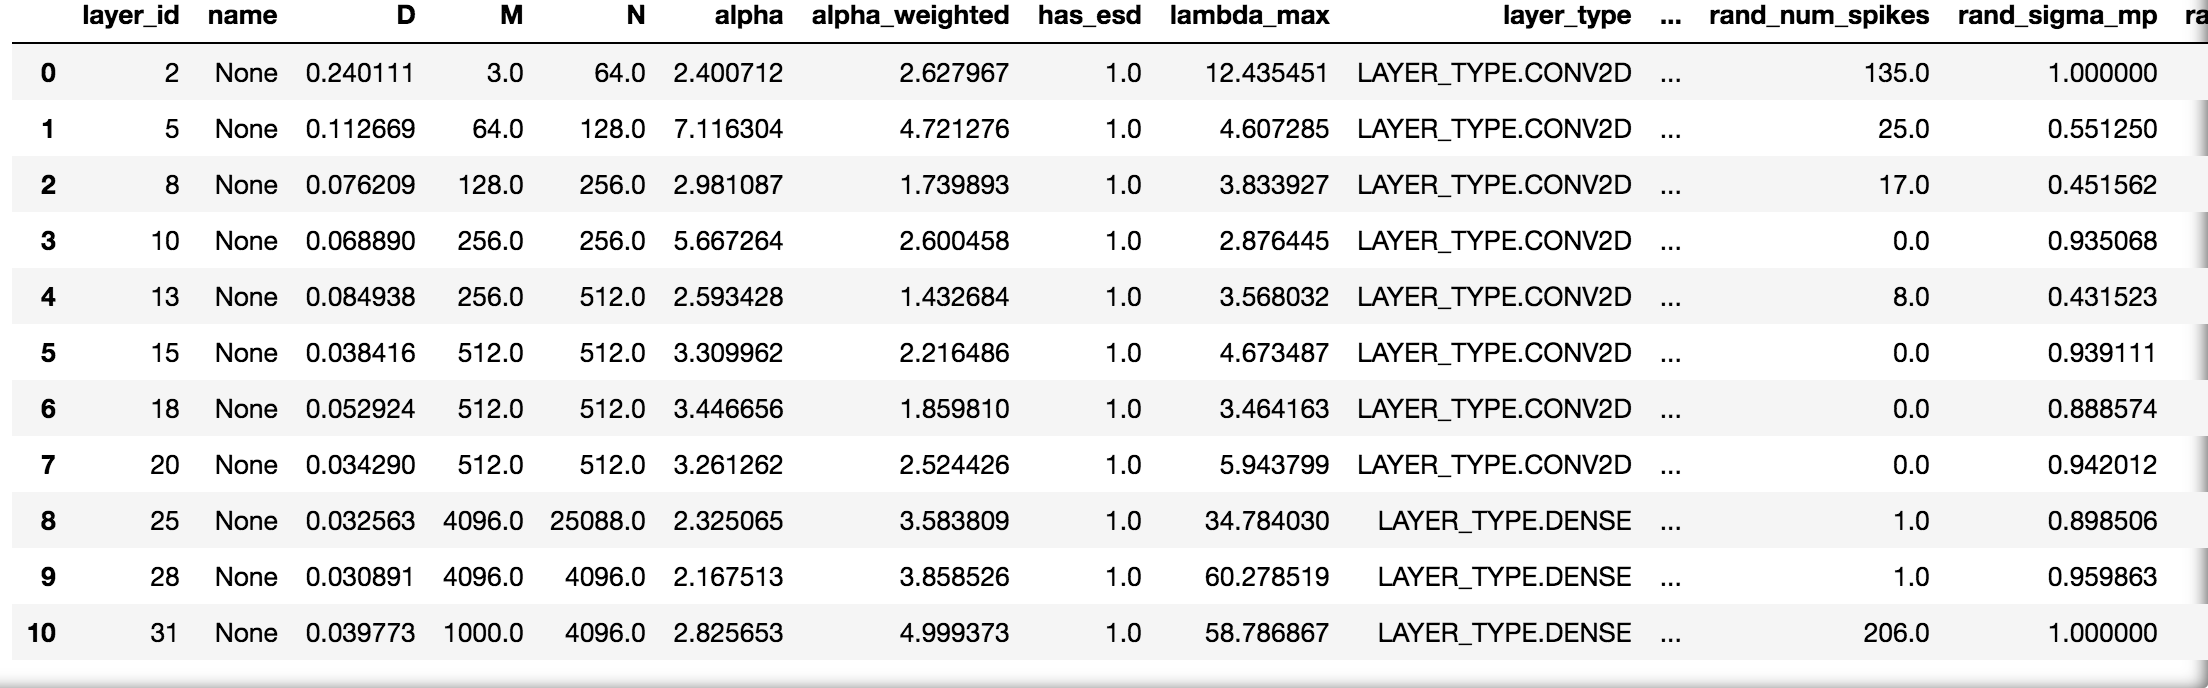 layer_id name D M N alpha alpha_weighted has_esd lambda_max layer_type ... rand_num_spikes rand_sigma_mp ra
0 2 None 0.240111 3.0 64.0 2.400712 2.627967 1.0 12.435451 LAYER_TYPE.CONV2D ... 135.0 1.000000
1 5 None 0.112669 64.0 128.0 7.116304 4.721276 1.0 4.607285 LAYER_TYPE.CONV2D ... 25.0 0.551250
2 8 None 0.076209 128.0 256.0 2.981087 1.739893 1.0 3.833927 LAYER_TYPE.CONV2D ... 17.0 0.451562
3 10 None 0.068890 256.0 256.0 5.667264 2.600458 1.0 2.876445 LAYER_TYPE.CONV2D ... 0.0 0.935068
4 13 None 0.084938 256.0 512.0 2.593428 1.432684 1.0 3.568032 LAYER_TYPE.CONV2D ... 8.0 0.431523
5 15 None 0.038416 512.0 512.0 3.309962 2.216486 1.0 4.673487 LAYER_TYPE.CONV2D ... 0.0 0.939111
6 18 None 0.052924 512.0 512.0 3.446656 1.859810 1.0 3.464163 LAYER_TYPE.CONV2D ... 0.0 0.888574
7 20 None 0.034290 512.0 512.0 3.261262 2.524426 1.0 5.943799 LAYER_TYPE.CONV2D ... 0.0 0.942012
8 25 None 0.032563 4096.0 25088.0 2.325065 3.583809 1.0 34.784030 LAYER_TYPE.DENSE ... 1.0 0.898506
9 28 None 0.030891 4096.0 4096.0 2.167513 3.858526 1.0 60.278519 LAYER_TYPE.DENSE ... 1.0 0.959863
10 31 None 0.039773 1000.0 4096.0 2.825653 4.999373 1.0 58.786867 LAYER_TYPE.DENSE ... 206.0 1.000000